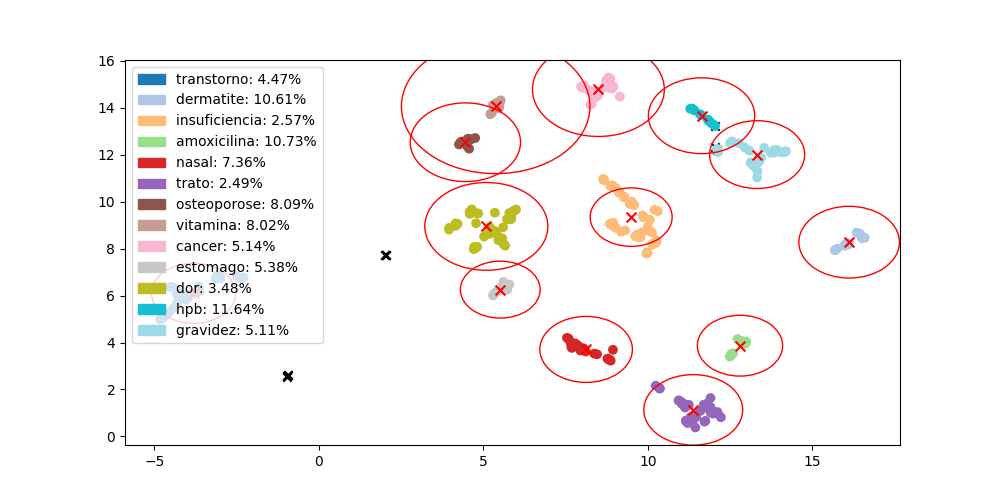 16
14
12
10
8
6
4
2
0
transtorno: 4.47%
dermatite: 10.61%
insuficiencia: 2.57%
amoxicilina: 10.73%
nasal: 7.36%
trato: 2.49%
osteoporose: 8.09%
vitamina: 8.02%
cancer: 5.14%
estomago: 5.38%
dor: 3.48%
hpb: 11.64%
gravidez: 5.11%
−5 0 5 10 15